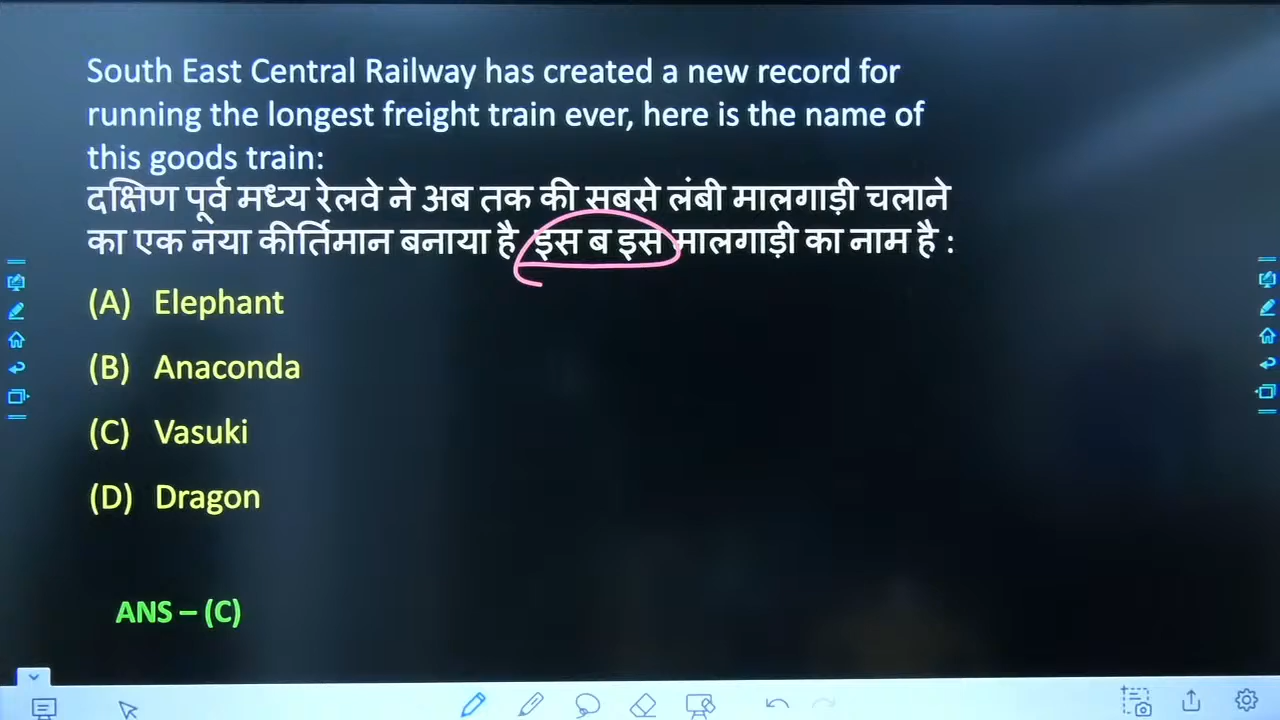 South East Central Railway has created a new record for
running the longest freight train ever, here is the name of
this goods train:
दक्षिण पूर्व मध्य रेलवे ने अब तक की सबसे लंबी मालगाड़ी चलाने
का एक नया कीर्तिमान बनाया है इस ब इस मालगाड़ी का नाम है :
(A) Elephant
(B) Anaconda
(C) Vasuki
(D) Dragon
ANS – (C)